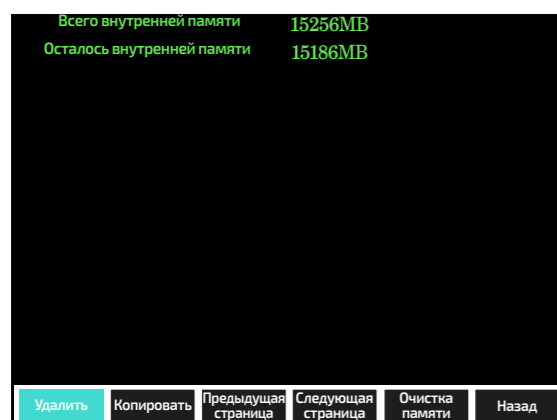 Всего внутренней памяти 15256MB
Осталось внутренней памяти 15186MB
Удалить Копировать Предыдущая страница Следующая страница Очистка памяти Назад